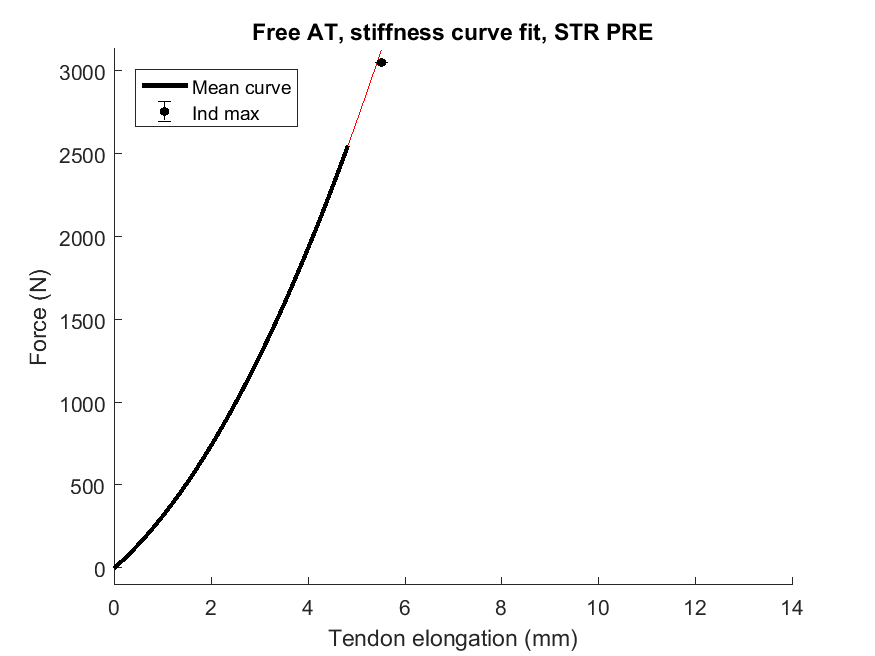 Free AT, stiffness curve fit, STR PRE
Mean curve
Ind max
Force (N)
3000
2500
2000
1500
1000
500
0
0 2 4 6 8 10 12 14
Tendon elongation (mm)